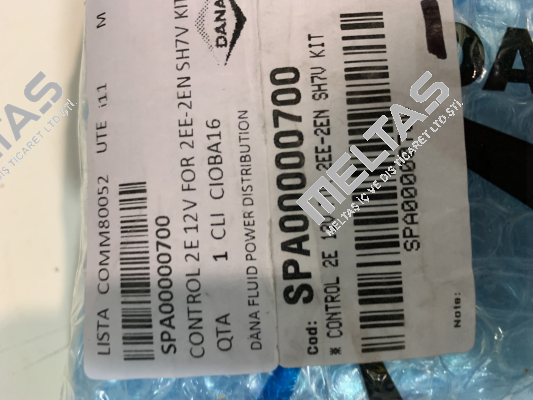 LISTA COMM80052 UTE 11 M
SPA00000700
CONTROL 2E 12V FOR 2EE-2EN SH7V KIT
QTA 1 CLI CIOBA16
DANA FLUID POWER DISTRIBUTION
DANA
Cod: SPA00000700
* CONTROL 2E 12V 2EE-2EN SH7V KIT
SPA00000
Note:
MELTAS
MELTAS İÇ VE DIŞ TİCARET LTD ŞTİ.